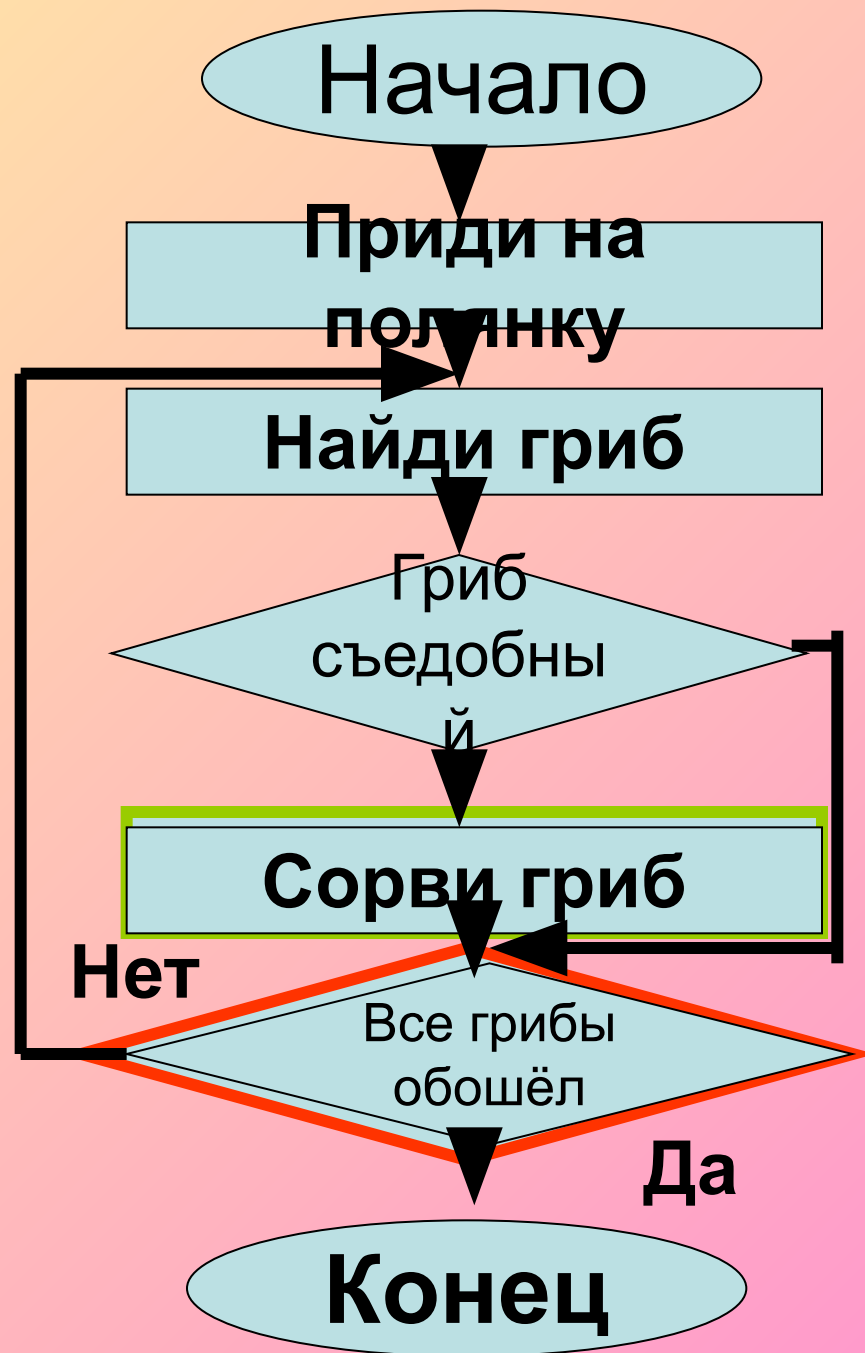 Начало
Приди на
полянку
Найди гриб
Гриб
съедобны
й
Сорви гриб
Нет
Все грибы
обошёл
Да
Конец